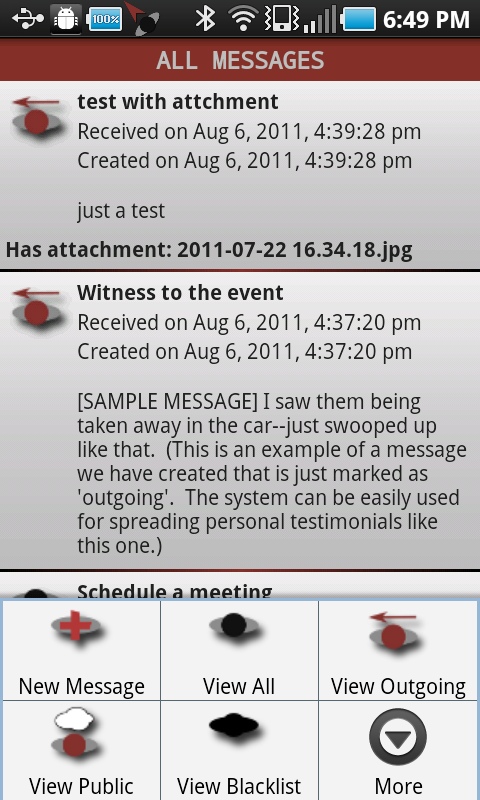 100%
6:49 PM
ALL MESSAGES
test with attchment
Received on Aug 6, 2011, 4:39:28 pm
Created on Aug 6, 2011, 4:39:28 pm
just a test
Has attachment: 2011-07-22 16.34.18.jpg
Witness to the event
Received on Aug 6, 2011, 4:37:20 pm
Created on Aug 6, 2011, 4:37:20 pm
[SAMPLE MESSAGE] I saw them being
taken away in the car--just swooped up
like that.  (This is an example of a message
we have created that is just marked as
'outgoing'.  The system can be easily used
for spreading personal testimonials like
this one.)
Schedule a meeting
New Message
View All
View Outgoing
View Public
View Blacklist
More